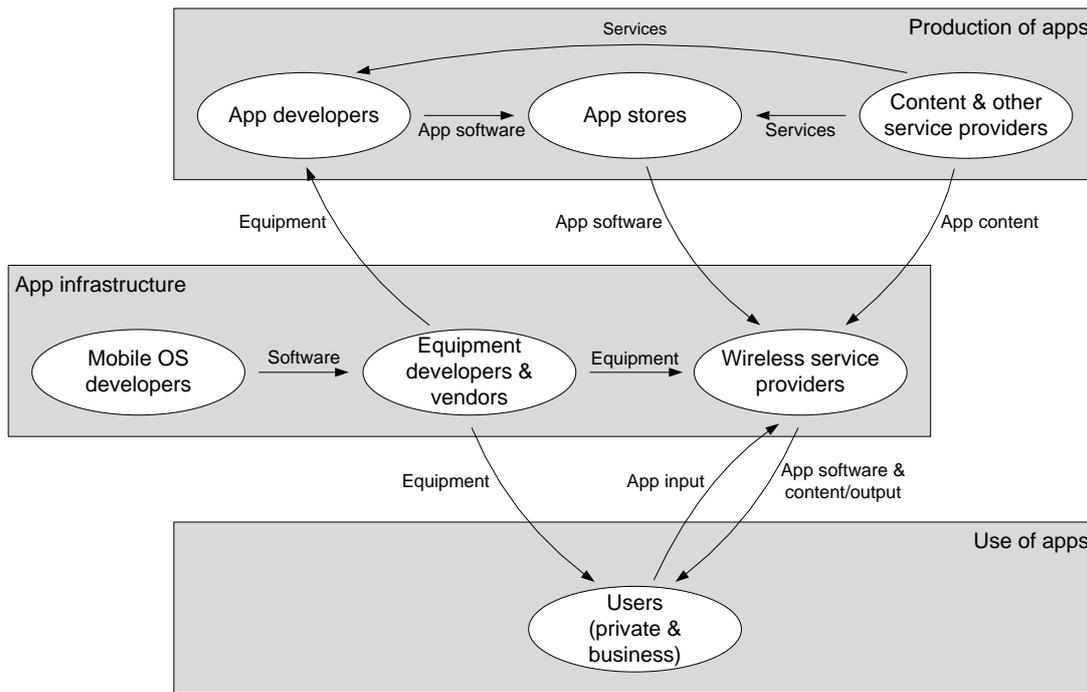 Production of apps
Services
App developers
App software
App stores
Services
Content & other
service providers
Equipment
App software
App content
App infrastructure
Mobile OS
developers
Software
Equipment
developers &
vendors
Equipment
Wireless service
providers
Equipment
App input
App software &
content/output
Use of apps
Users
(private &
business)